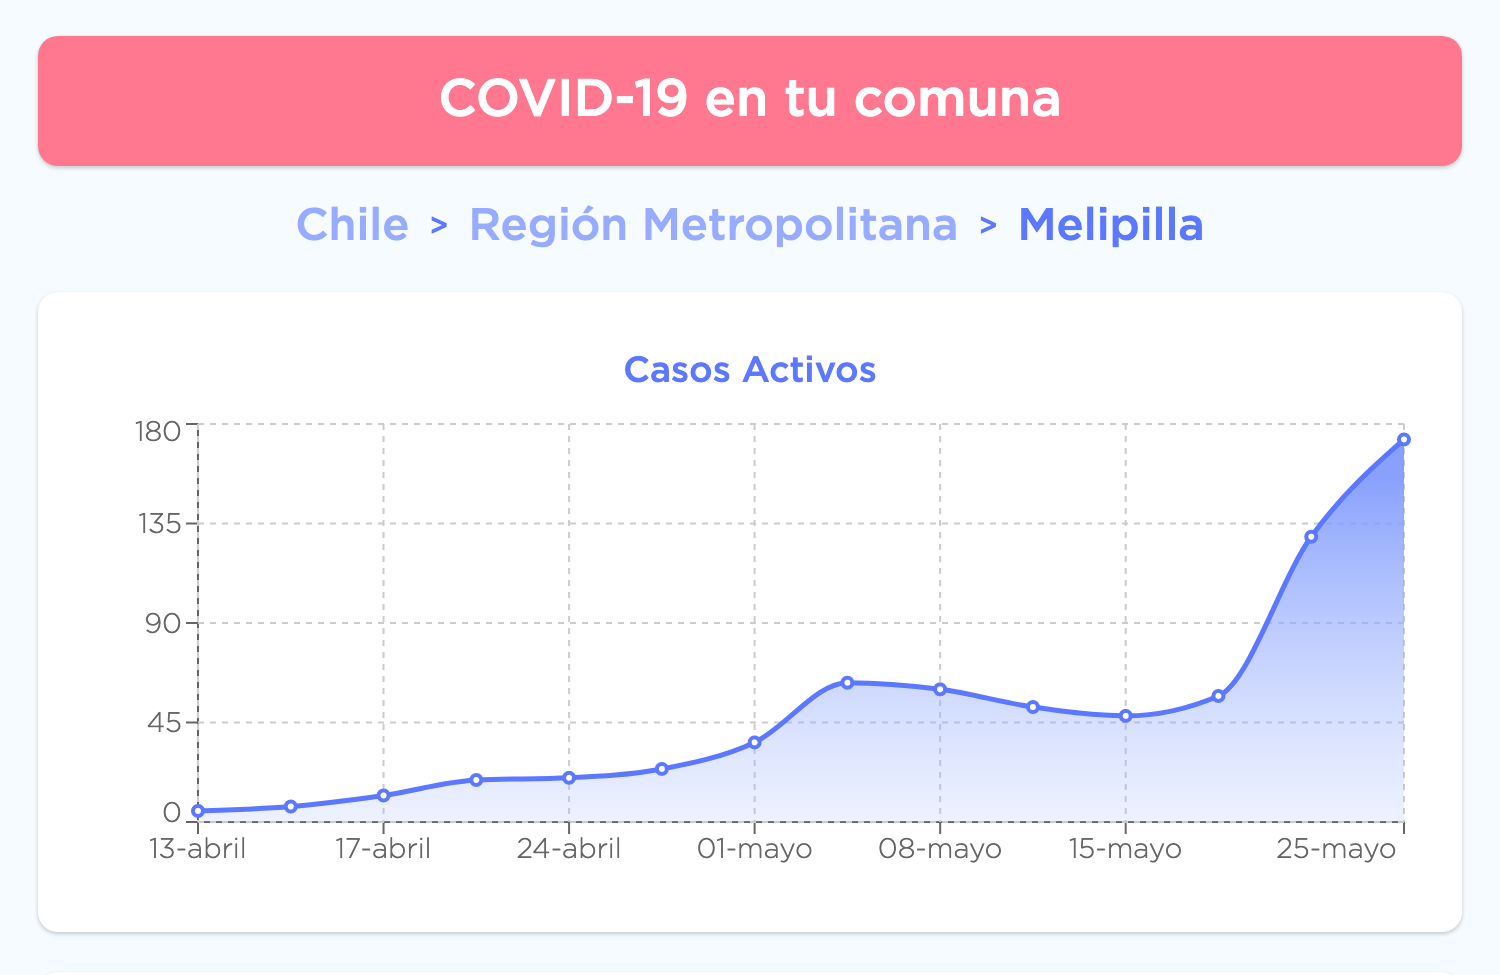 COVID-19 en tu comuna
Chile > Región Metropolitana > Melipilla
Casos Activos
180
135
90
45
0
13-abril 17-abril 24-abril 01-mayo 08-mayo 15-mayo 25-mayo